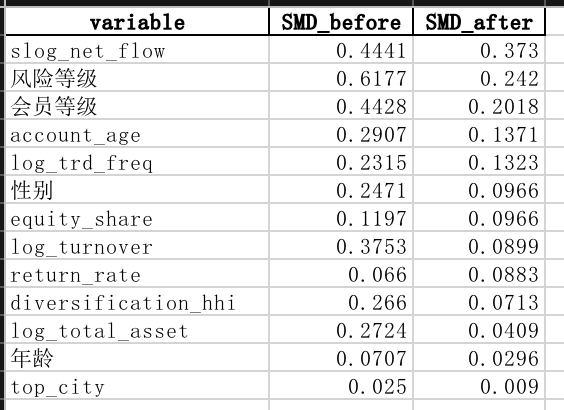 variable SMD_before SMD_after
slog_net_flow 0.4441 0.373
风险等级 0.6177 0.242
会员等级 0.4428 0.2018
account_age 0.2907 0.1371
log_trd_freq 0.2315 0.1323
性别 0.2471 0.0966
equity_share 0.1197 0.0966
log_turnover 0.3753 0.0899
return_rate 0.066 0.0883
diversification_hhi 0.266 0.0713
log_total_asset 0.2724 0.0409
年龄 0.0707 0.0296
top_city 0.025 0.009